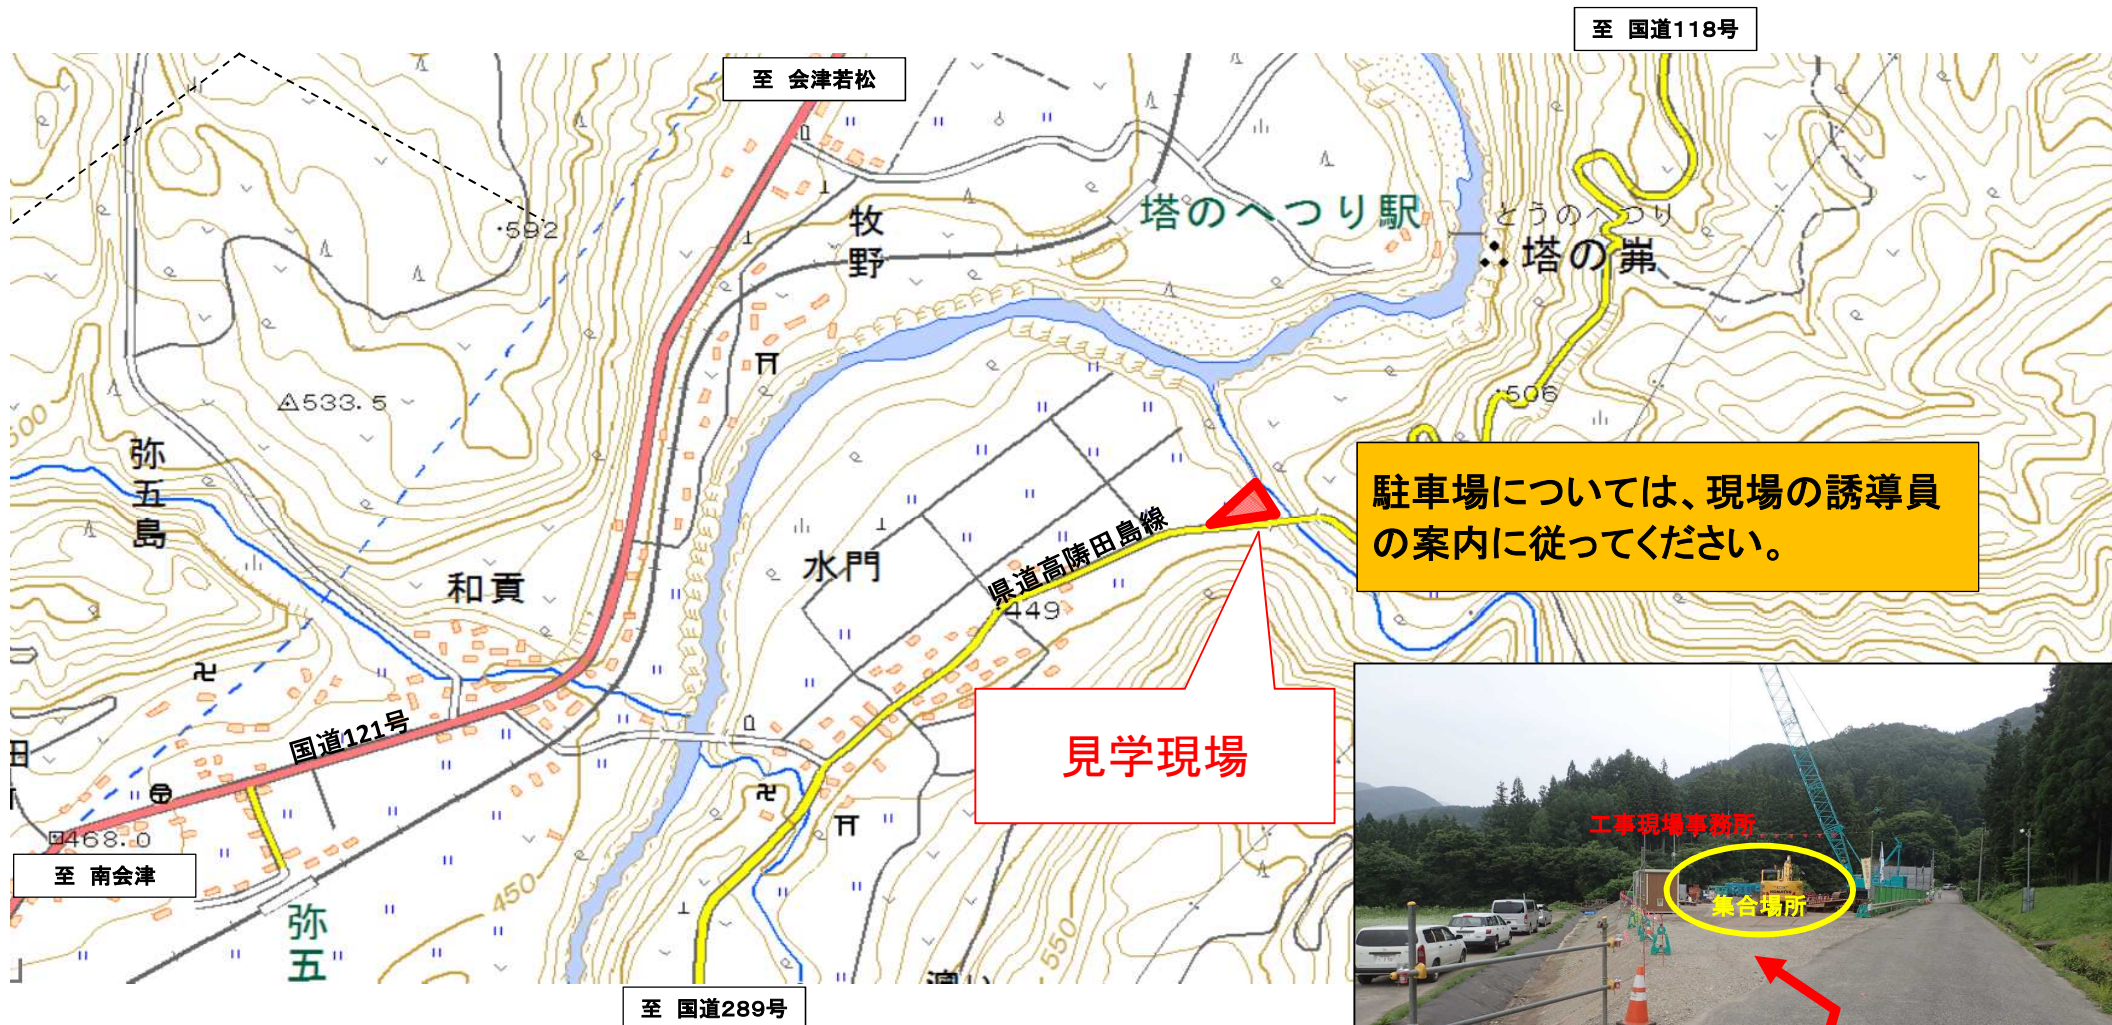 至 国道118号
至 会津若松
牧野
塔のへつり駅
とうのへつり
塔の岪
・592
533.5
500
弥五島
・506
駐車場については、現場の誘導員
の案内に従ってください。
県道高陦田島線
水門
和貢
449
国道121号
見学現場
468.0
至 南会津
450
弥五
550
至 国道289号
工事現場事務所
集合場所